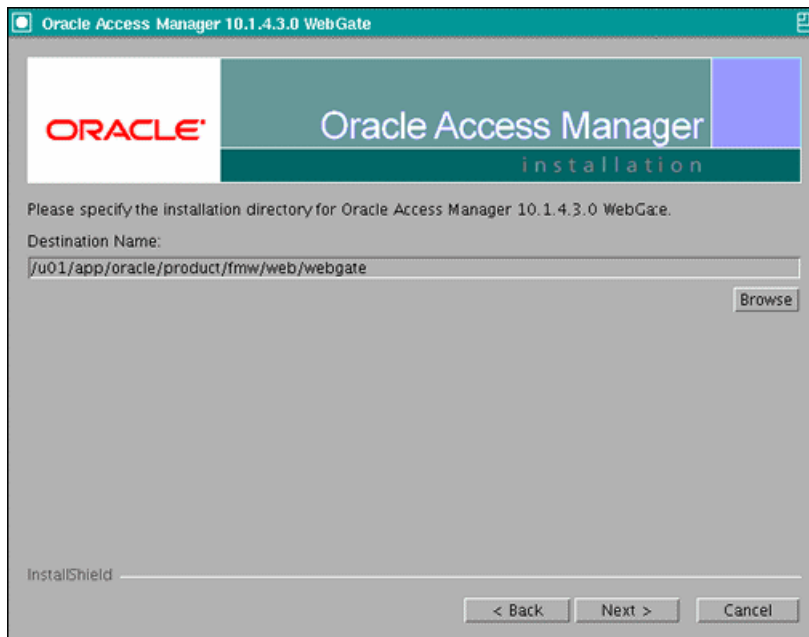 Oracle Access Manager 10.1.4.3.0 WebGate
ORACLE
Oracle Access Manager
installation
Please specify the installation directory for Oracle Access Manager 10.1.4.3.0 WebGate.
Destination Name:
/u01/app/oracle/product/fmw/web/webgate
Browse
InstallShield
< Back
Next >
Cancel